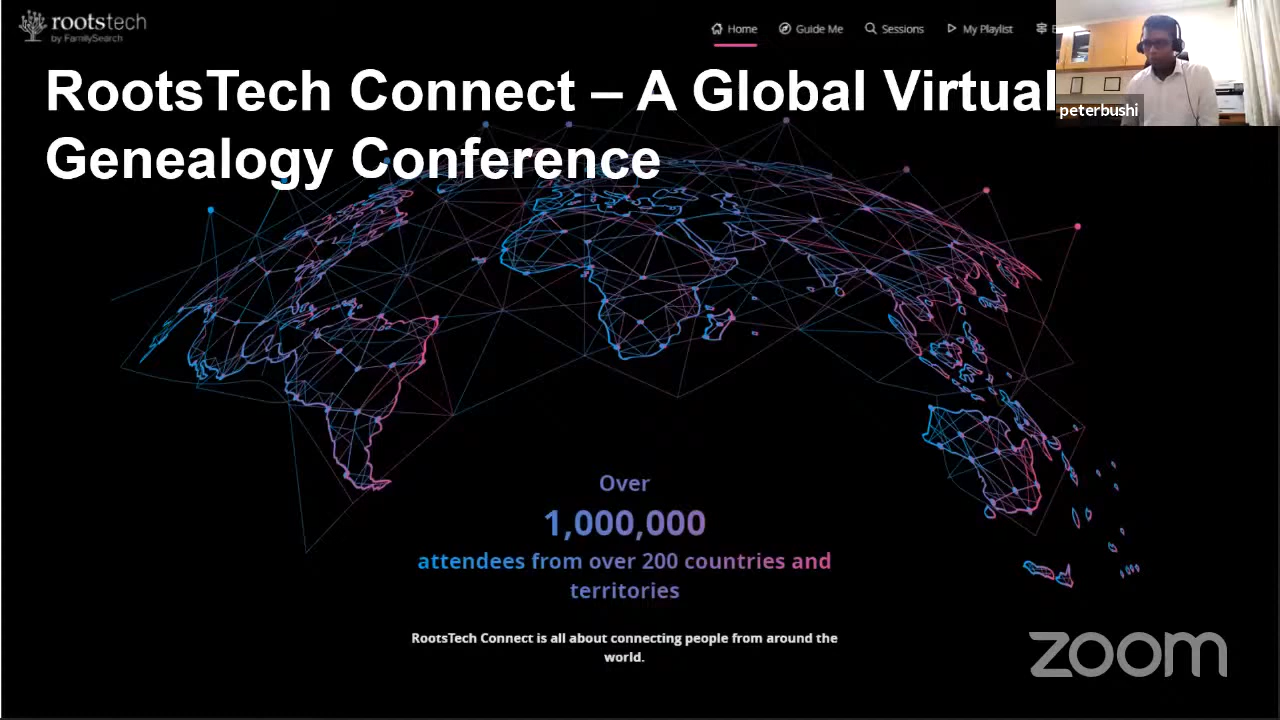 rootstech
by FamilySearch
Home
Guide Me
Sessions
My Playlist
peterbushi
RootsTech Connect – A Global Virtual
Genealogy Conference
Over
1,000,000
attendees from over 200 countries and
territories
RootsTech Connect is all about connecting people from around the
world.
zoom